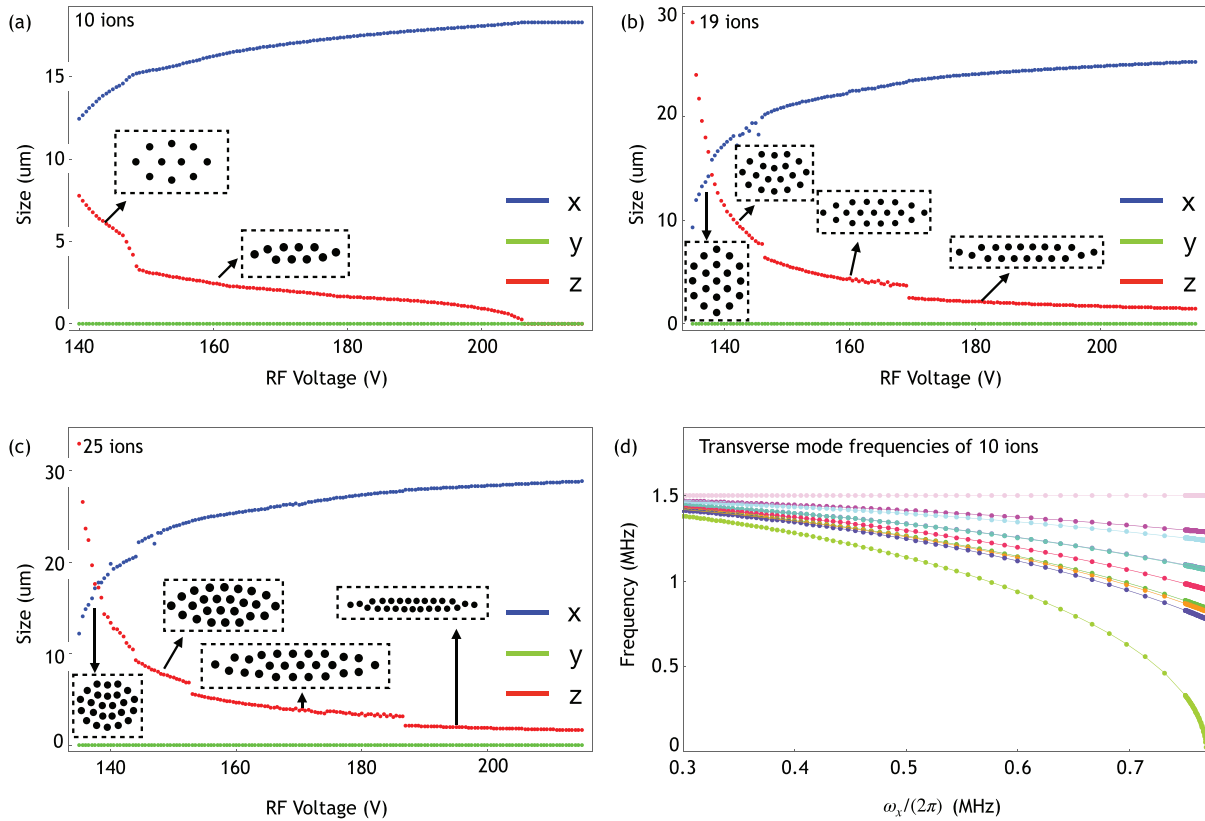 (a)
10 ions
15
10
5
0
Size (um)
x
y
z
140
160
180
200
RF Voltage (V)
(b)
19 ions
30
20
10
0
Size (um)
x
y
z
140
160
180
200
RF Voltage (V)
(c)
25 ions
30
20
10
0
Size (um)
x
y
z
140
160
180
200
RF Voltage (V)
(d)
Transverse mode frequencies of 10 ions
1.5
1
0.5
0
Frequency (MHz)
0.3
0.4
0.5
0.6
0.7
ωx/(2π) (MHz)